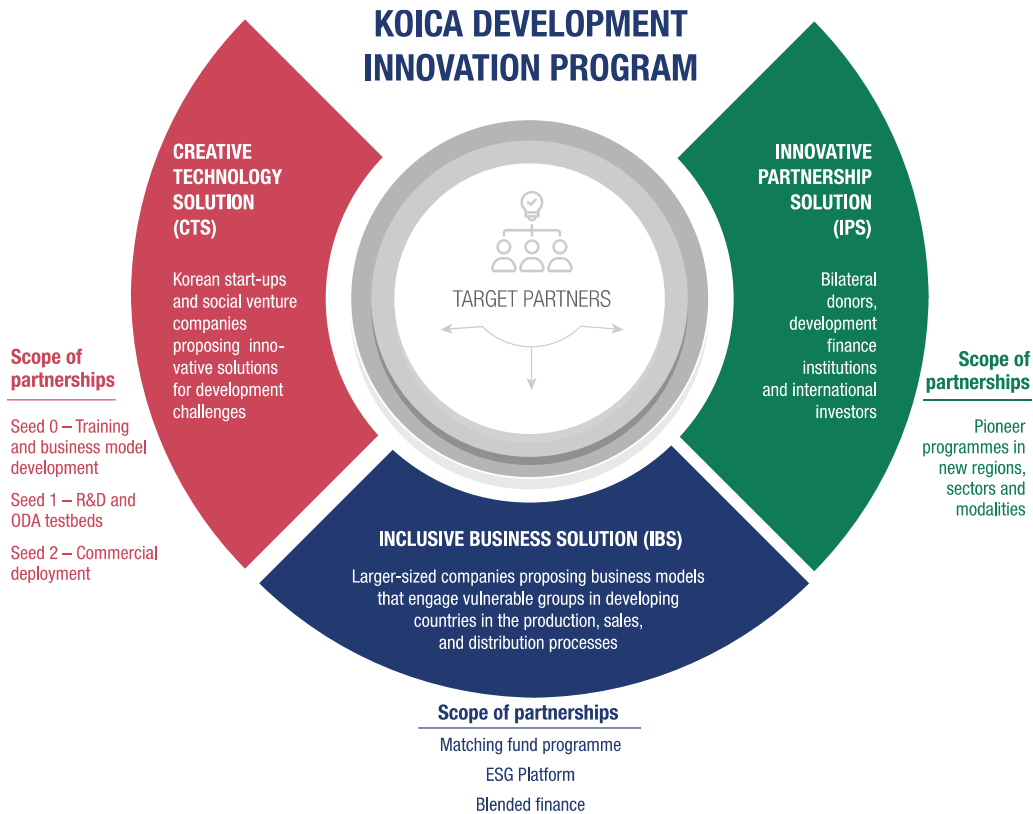 KOICA DEVELOPMENT
INNOVATION PROGRAM
CREATIVE
TECHNOLOGY
SOLUTION
(CTS)
Korean start-ups
and social venture
companies
proposing inno-
vative solutions
for development
challenges
Scope of
partnerships
Seed 0 – Training
and business model
development
Seed 1 – R&D and
ODA testbeds
Seed 2 – Commercial
deployment
TARGET PARTNERS
INNOVATIVE
PARTNERSHIP
SOLUTION
(IPS)
Bilateral
donors,
development
finance
institutions
and international
investors
Scope of
partnerships
Pioneer
programmes in
new regions,
sectors and
modalities
INCLUSIVE BUSINESS SOLUTION (IBS)
Larger-sized companies proposing business models
that engage vulnerable groups in developing
countries in the production, sales,
and distribution processes
Scope of partnerships
Matching fund programme
ESG Platform
Blended finance